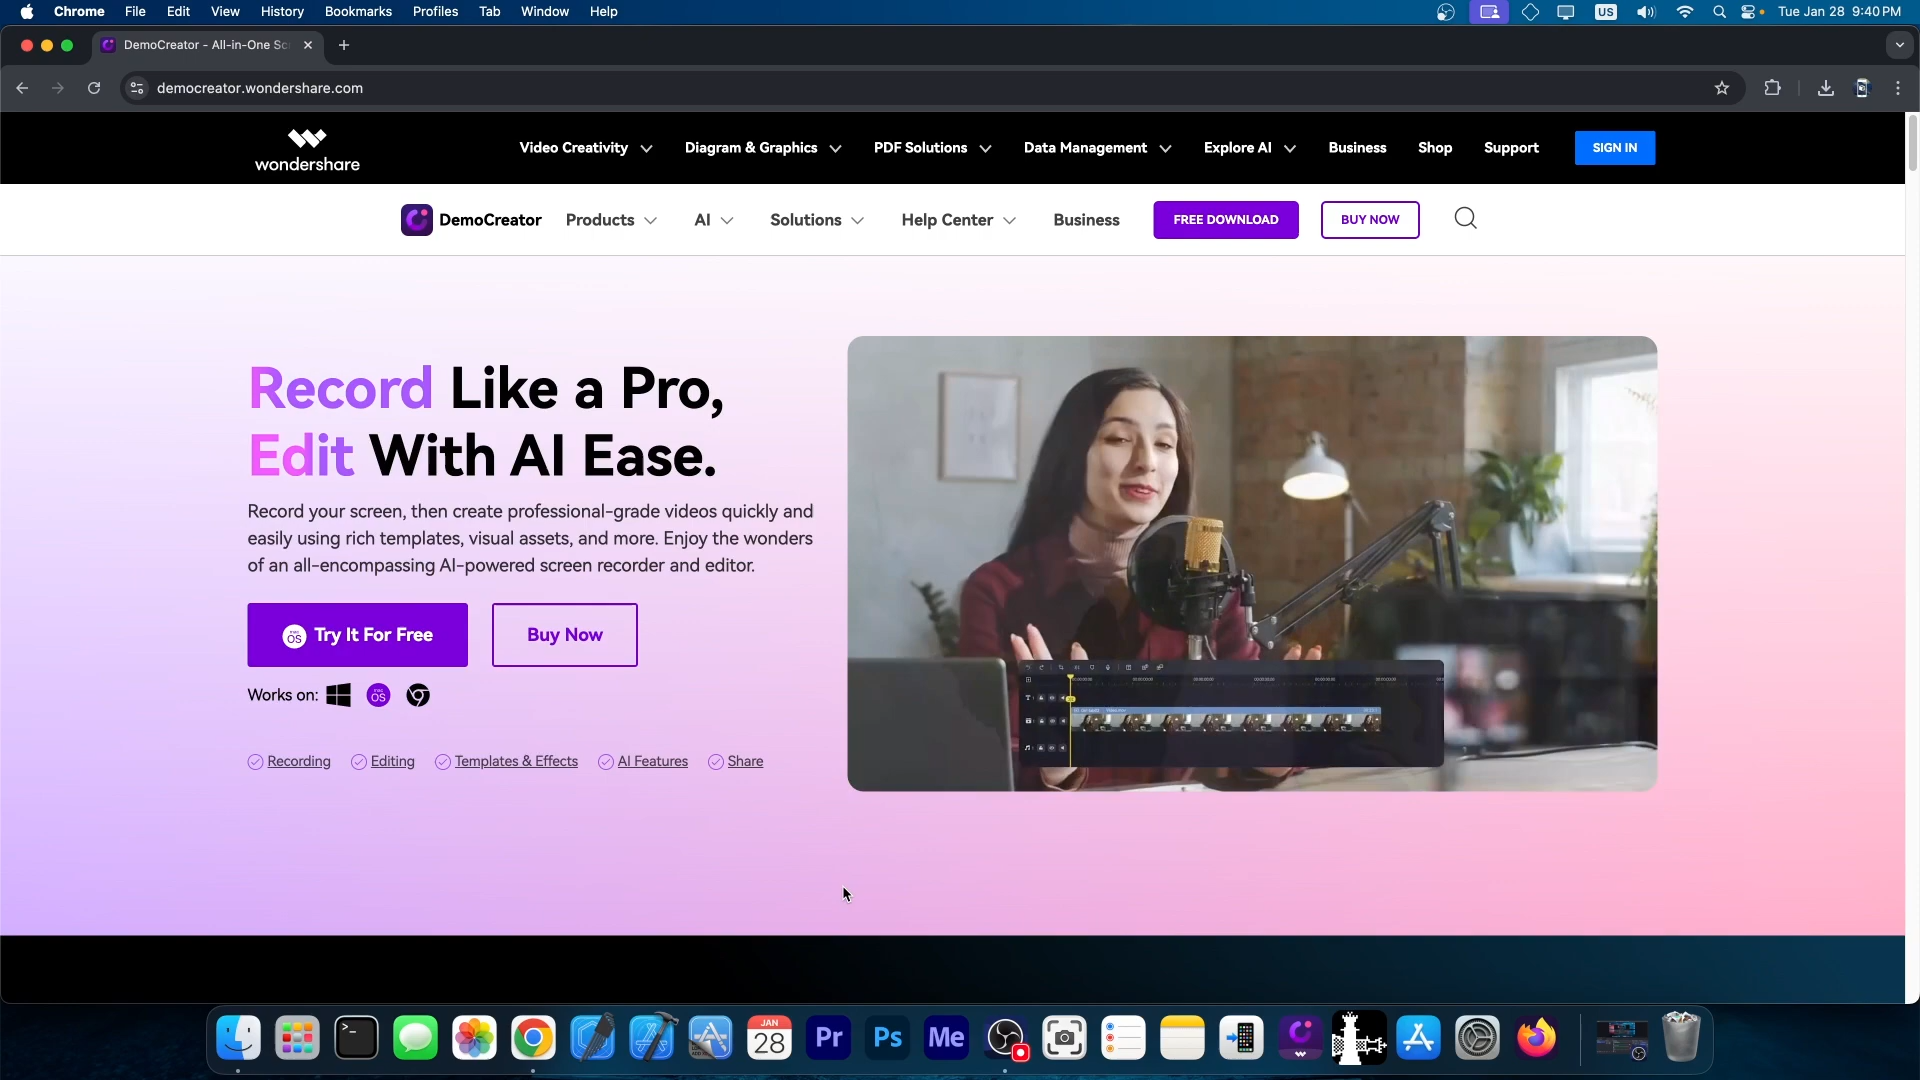 Chrome File Edit View History Bookmarks Profiles Tab Window Help US Tue Jan 28 9:40 PM
DemoCreator - All-in-One Sc
democreator.wondershare.com
wondershare Video Creativity Diagram & Graphics PDF Solutions Data Management Explore AI Business Shop Support SIGN IN
DemoCreator Products AI Solutions Help Center Business FREE DOWNLOAD BUY NOW
Record Like a Pro,
Edit With AI Ease.
Record your screen, then create professional-grade videos quickly and
easily using rich templates, visual assets, and more. Enjoy the wonders
of an all-encompassing AI-powered screen recorder and editor.
macOS Try It For Free Buy Now
Works on: macOS
Recording Editing Templates & Effects AI Features Share
JAN
28
Pr Ps Me